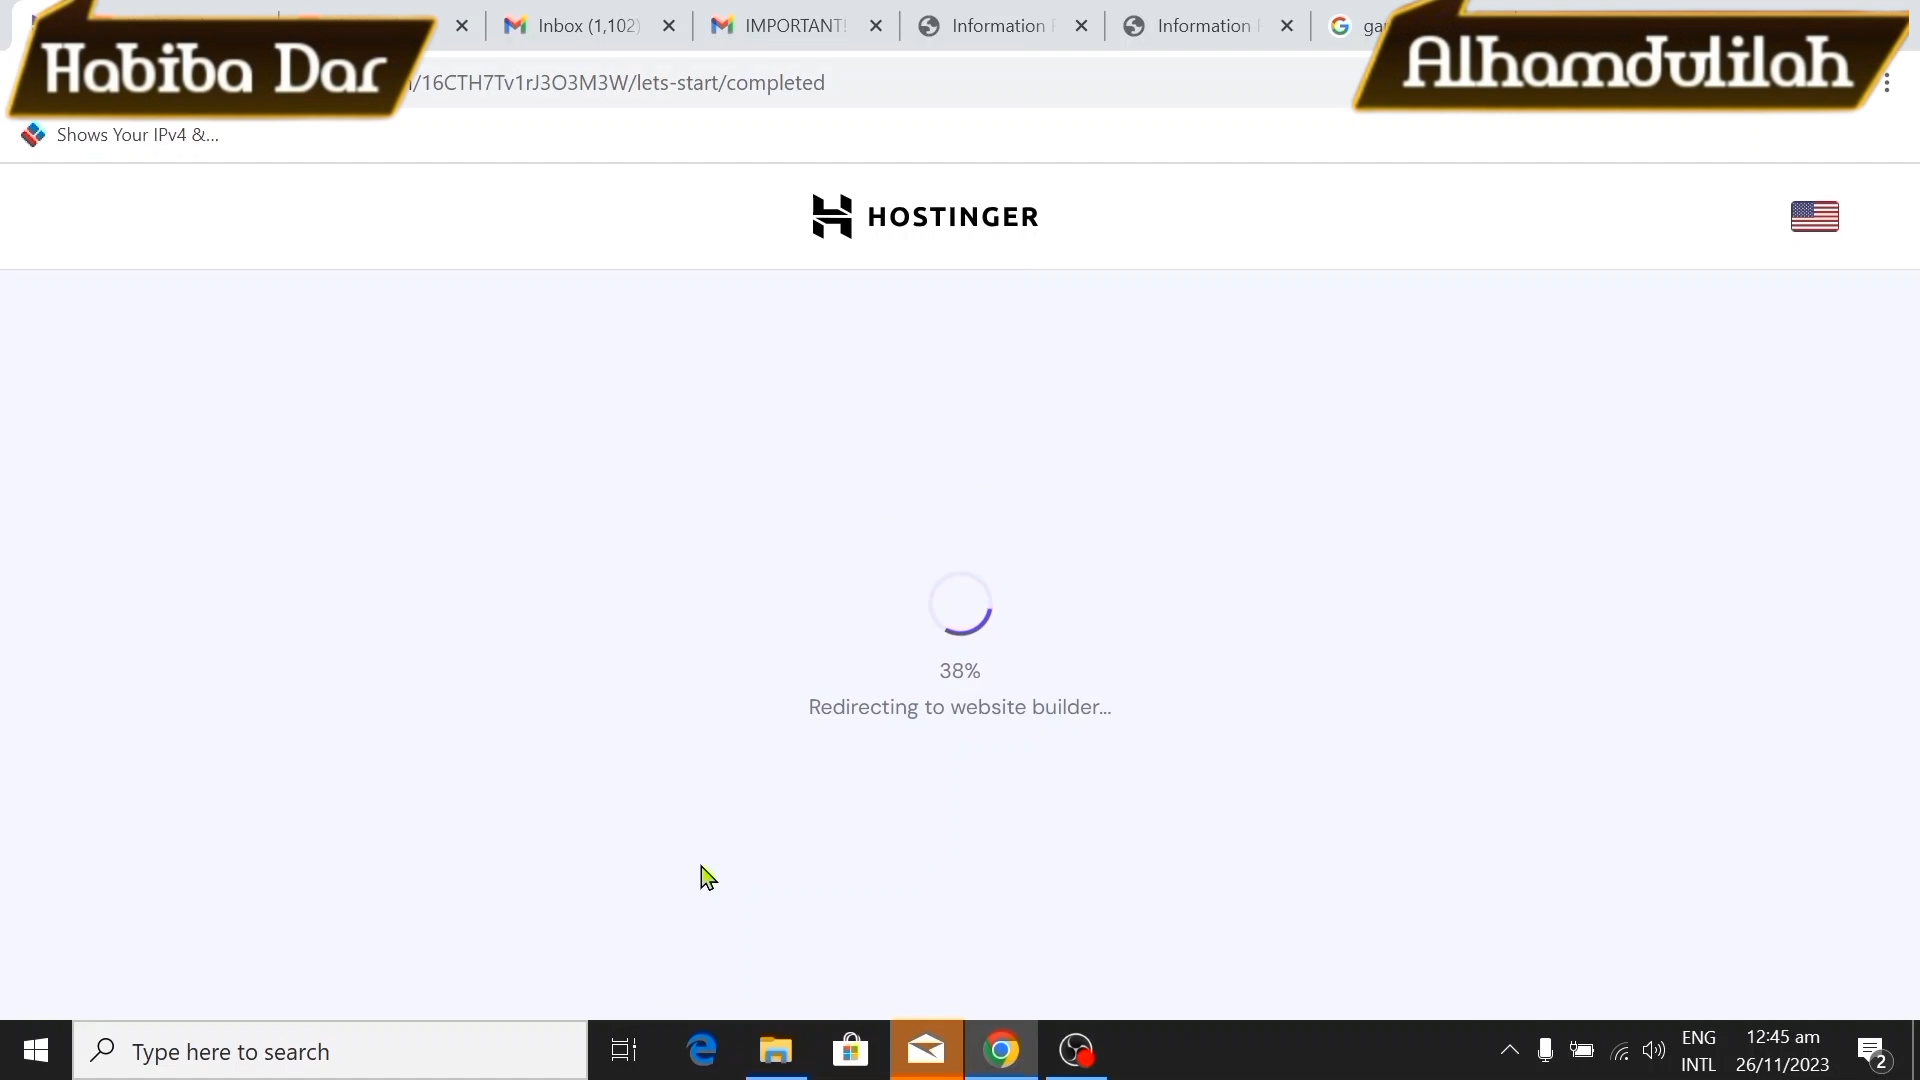 Habiba Dar
Inbox (1,102)
IMPORTANT!
Information
Information
Alhamdulilah
/16CTH7Tv1rJ3O3M3W/lets-start/completed
Shows Your IPv4 &...
HOSTINGER
38%
Redirecting to website builder...
Type here to search
ENG
INTL
12:45 am
26/11/2023
2